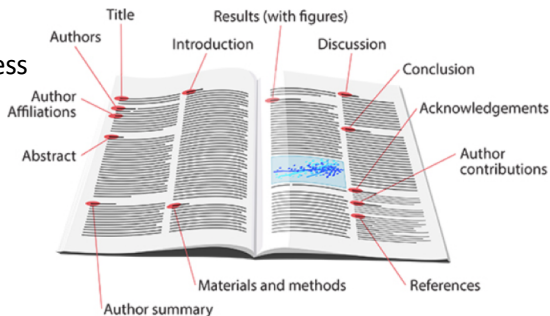 Title
Results (with figures)
Authors
Introduction
Discussion
ess
Conclusion
Author
Affiliations
Acknowledgements
Abstract
Author
contributions
Materials and methods
References
Author summary